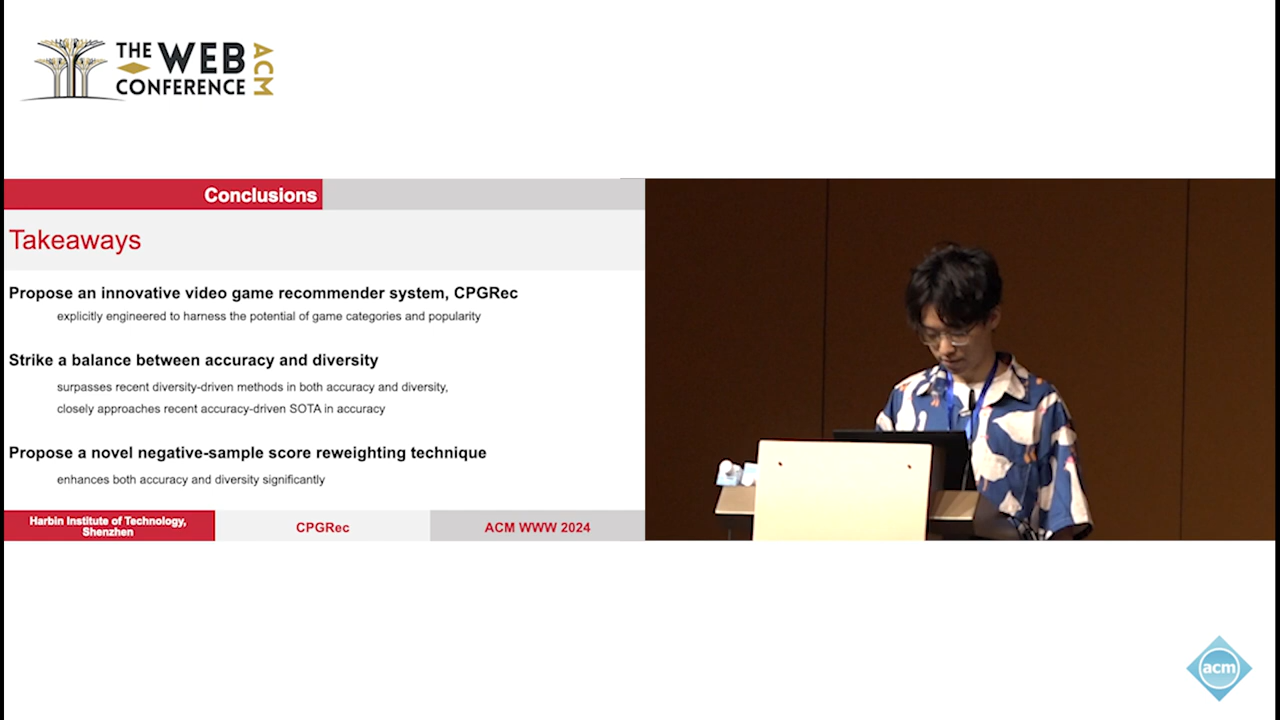 THE WEB
CONFERENCE
ACM
Conclusions
Takeaways
Propose an innovative video game recommender system, CPGRec
explicitly engineered to harness the potential of game categories and popularity
Strike a balance between accuracy and diversity
surpasses recent diversity-driven methods in both accuracy and diversity,
closely approaches recent accuracy-driven SOTA in accuracy
Propose a novel negative-sample score reweighting technique
enhances both accuracy and diversity significantly
Harbin Institute of Technology,
Shenzhen
CPGRec
ACM WWW 2024
acm